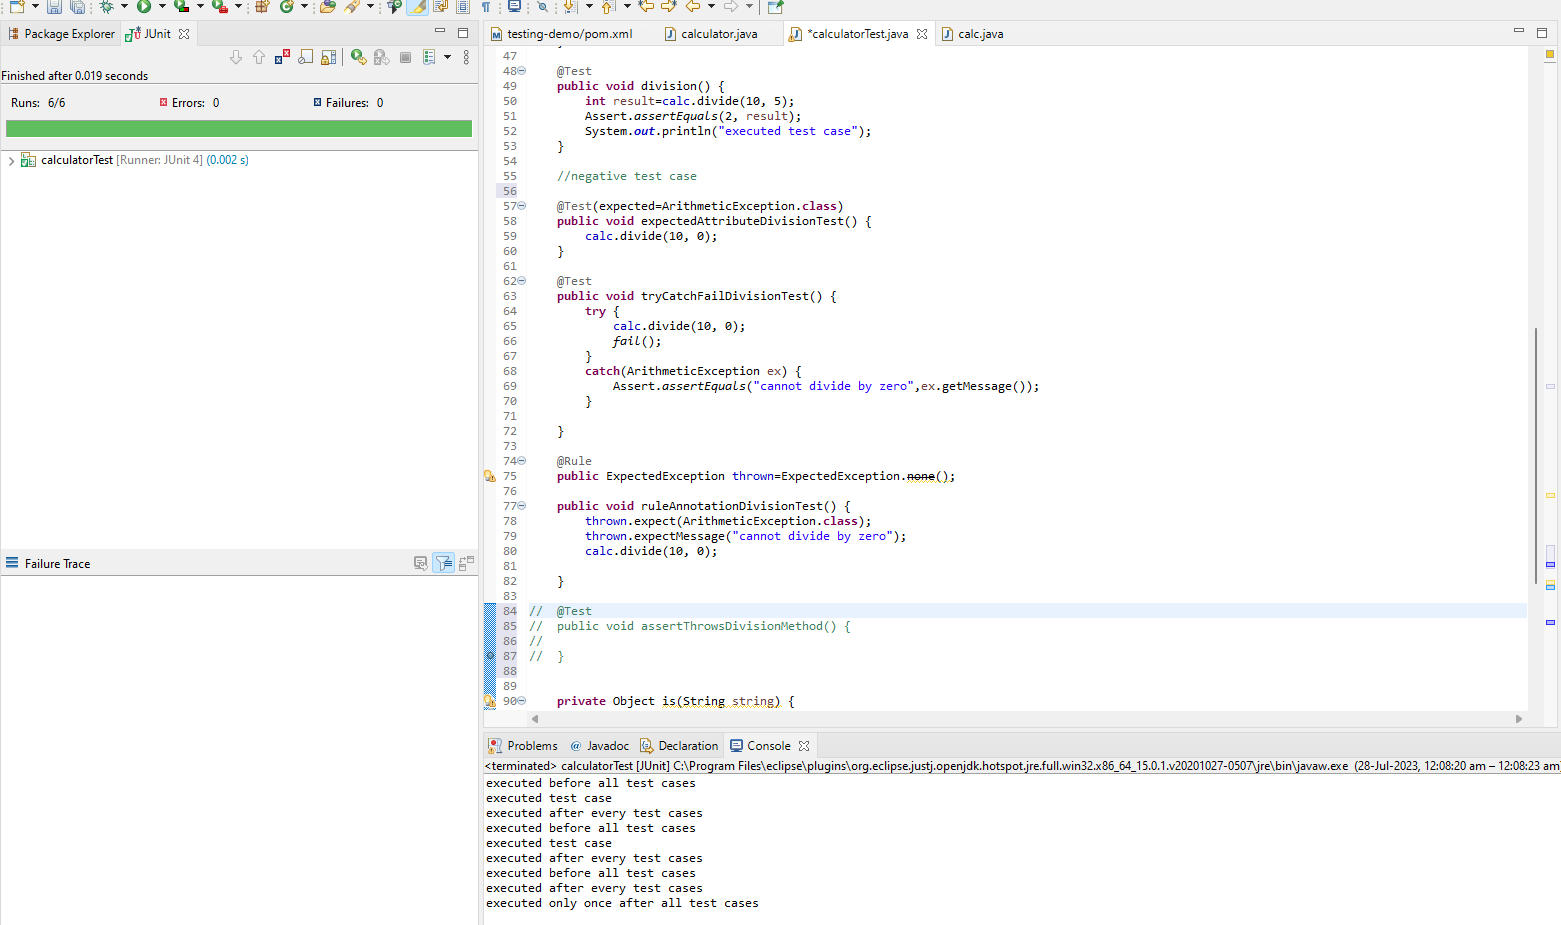 Package Explorer
JUnit
Finished after 0.019 seconds
Runs: 6/6
Errors: 0
Failures: 0
calculatorTest [Runner: JUnit 4] (0.002 s)
Failure Trace
testing-demo/pom.xml
calculator.java
*calculatorTest.java
calc.java
47
48 @Test
49 public void division() {
50 int result=calc.divide(10, 5);
51 Assert.assertEquals(2, result);
52 System.out.println("executed test case");
53 }
54
55 //negative test case
56
57 @Test(expected=ArithmeticException.class)
58 public void expectedAttributeDivisionTest() {
59 calc.divide(10, 0);
60 }
61
62 @Test
63 public void tryCatchFailDivisionTest() {
64 try {
65 calc.divide(10, 0);
66 fail();
67 }
68 catch(ArithmeticException ex) {
69 Assert.assertEquals("cannot divide by zero",ex.getMessage());
70 }
71
72 }
73
74 @Rule
75 public ExpectedException thrown=ExpectedException.none();
76
77 public void ruleAnnotationDivisionTest() {
78 thrown.expect(ArithmeticException.class);
79 thrown.expectMessage("cannot divide by zero");
80 calc.divide(10, 0);
81
82 }
83
84 // @Test
85 // public void assertThrowsDivisionMethod() {
86 //
87 // }
88
89
90 private Object is(String string) {
Problems
@ Javadoc
Declaration
Console
<terminated> calculatorTest [JUnit] C:\Program Files\eclipse\plugins\org.eclipse.justj.openjdk.hotspot.jre.full.win32.x86_64_15.0.1.v20201027-0507\jre\bin\javaw.exe (28-Jul-2023, 12:08:20 am – 12:08:23 am)
executed before all test cases
executed test case
executed after every test cases
executed before all test cases
executed test case
executed after every test cases
executed before all test cases
executed after every test cases
executed only once after all test cases